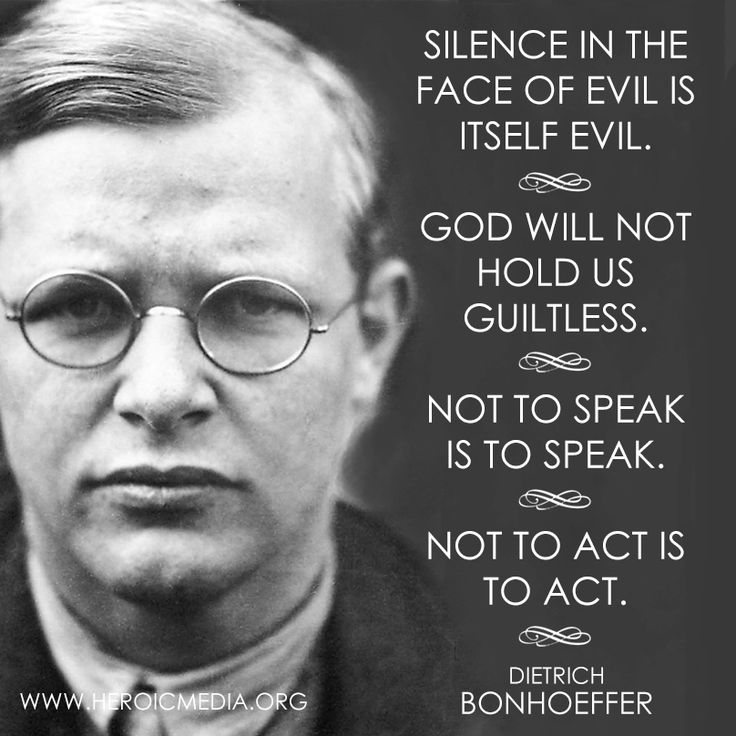 SILENCE IN THE
FACE OF EVIL IS
ITSELF EVIL.
GOD WILL NOT
HOLD US
GUILTLESS.
NOT TO SPEAK
IS TO SPEAK.
NOT TO ACT IS
TO ACT.
DIETRICH
BONHOEFFER
WWW.HEROICMEDIA.ORG